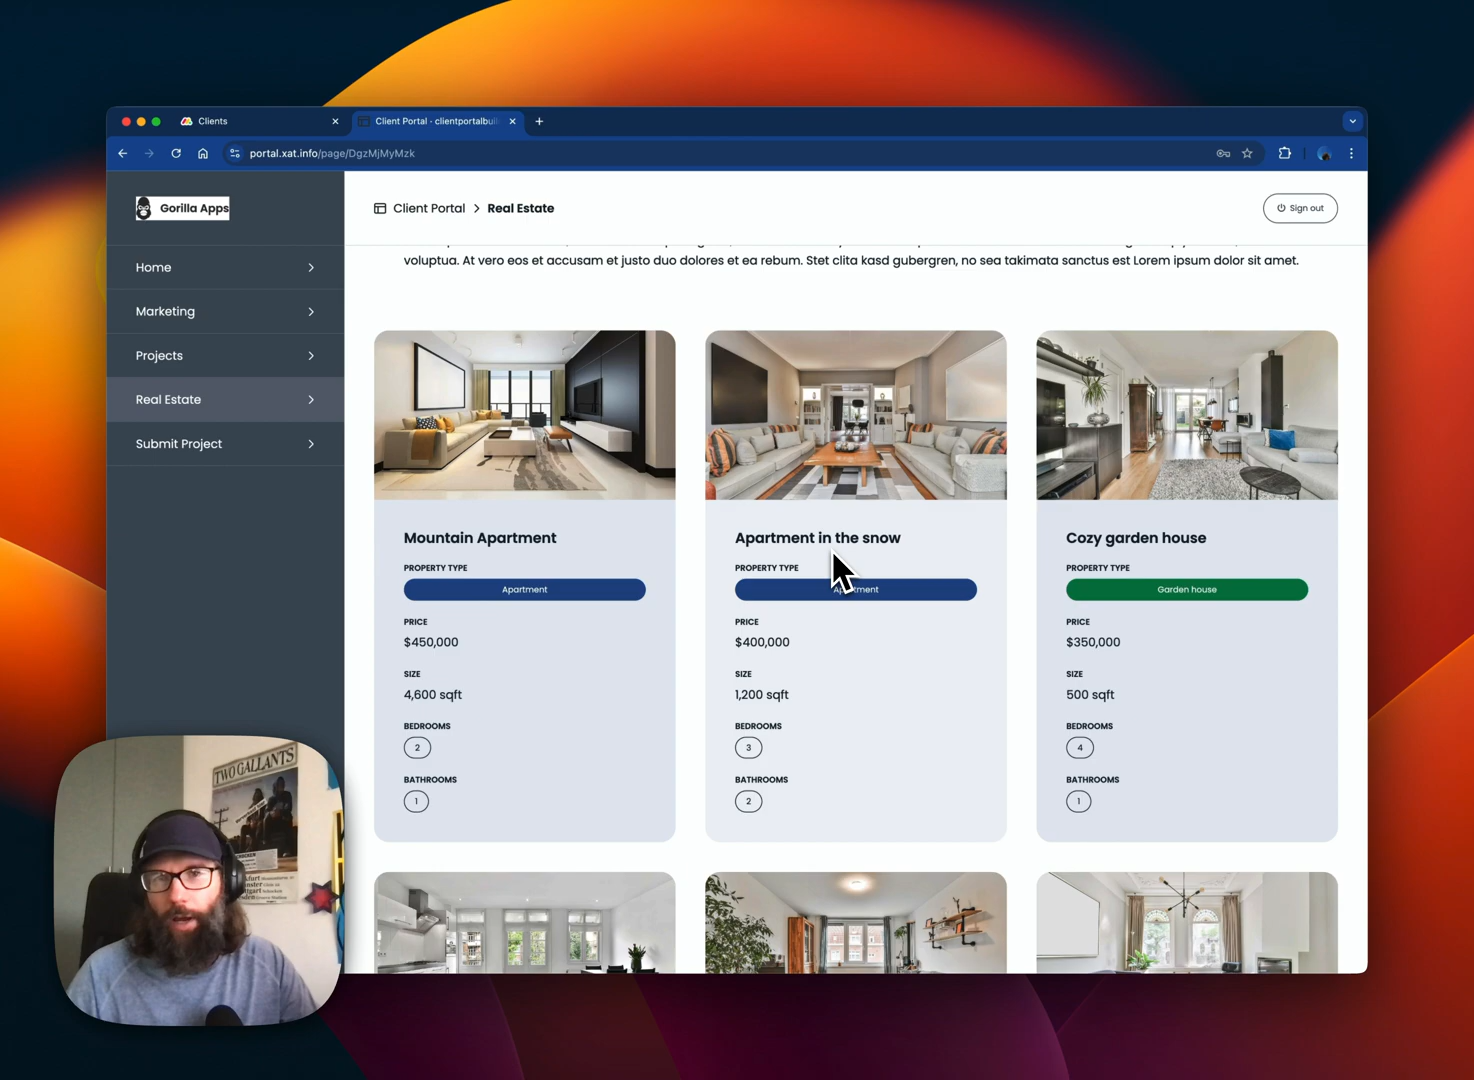 Clients
Client Portal - clientportalbuil
portal.xat.info/page/DgzMjMyMzk
Gorilla Apps
Client Portal > Real Estate
Sign out
Home
Marketing
Projects
Real Estate
Submit Project
voluptua. At vero eos et accusam et justo duo dolores et ea rebum. Stet clita kasd gubergren, no sea takimata sanctus est Lorem ipsum dolor sit amet.
Mountain Apartment
PROPERTY TYPE
Apartment
PRICE
$450,000
SIZE
4,600 sqft
BEDROOMS
2
BATHROOMS
1
Apartment in the snow
PROPERTY TYPE
Apartment
PRICE
$400,000
SIZE
1,200 sqft
BEDROOMS
3
BATHROOMS
2
Cozy garden house
PROPERTY TYPE
Garden house
PRICE
$350,000
SIZE
500 sqft
BEDROOMS
4
BATHROOMS
1
TWO GALLANTS